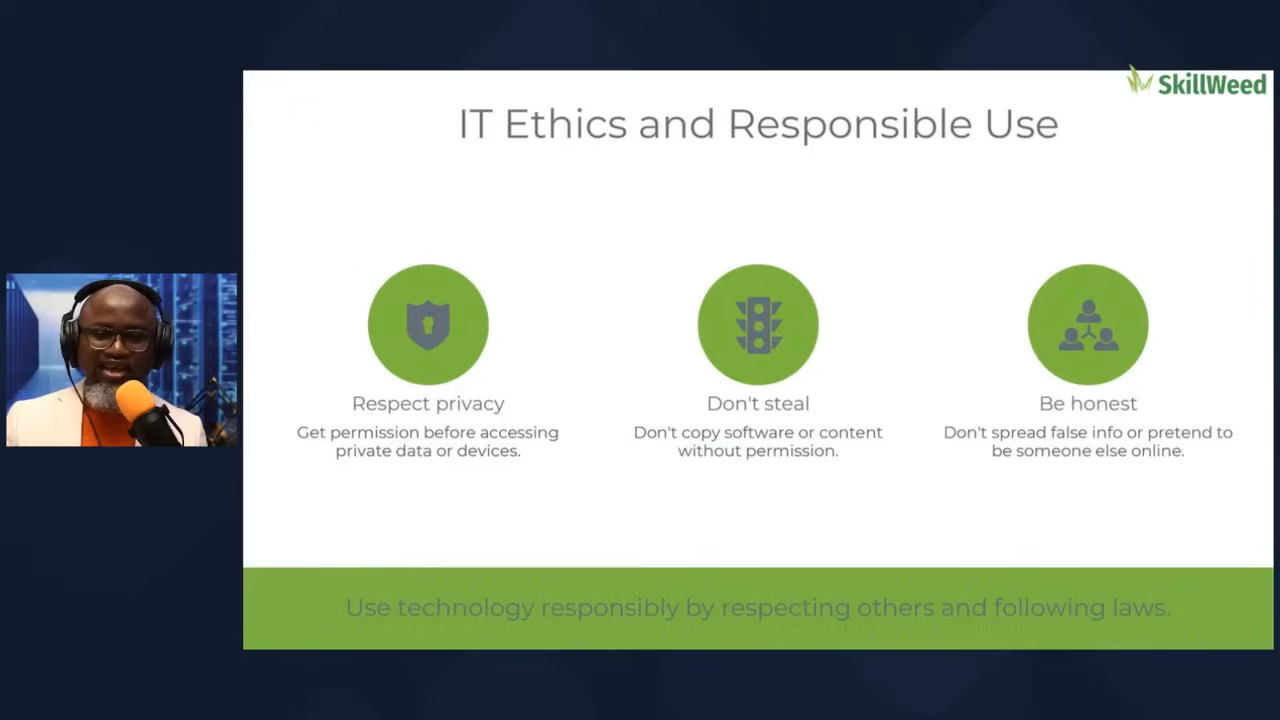 SkillWeed
IT Ethics and Responsible Use
Respect privacy
Get permission before accessing
private data or devices.
Don't steal
Don't copy software or content
without permission.
Be honest
Don't spread false info or pretend to
be someone else online.
Use technology responsibly by respecting others and following laws.